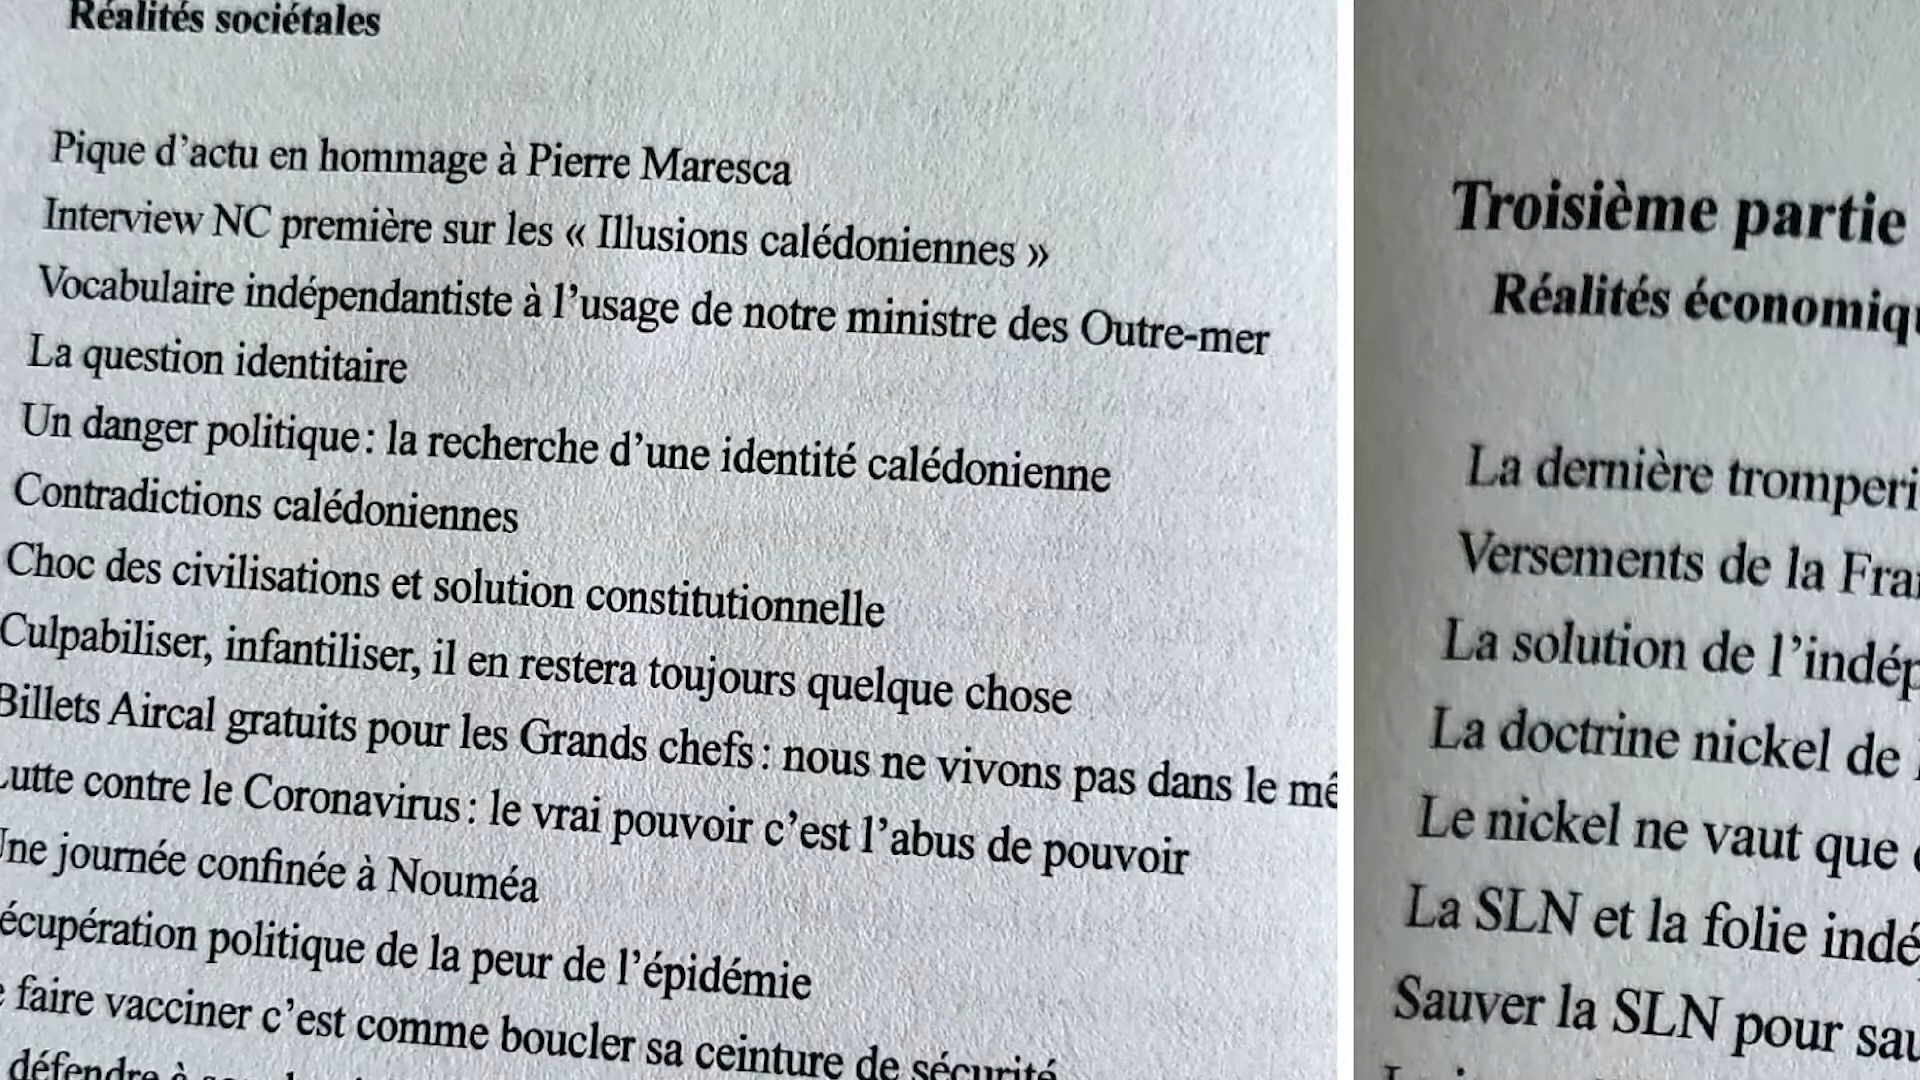 Réalités sociétales
Pique d’actu en hommage à Pierre Maresca
Interview NC première sur les « Illusions calédoniennes »
Vocabulaire indépendantiste à l’usage de notre ministre des Outre-mer
La question identitaire
Un danger politique : la recherche d’une identité calédonienne
Contradictions calédoniennes
Choc des civilisations et solution constitutionnelle
Culpabiliser, infantiliser, il en restera toujours quelque chose
Billets Aircal gratuits pour les Grands chefs : nous ne vivons pas dans le
Lutte contre le Coronavirus : le vrai pouvoir c’est l’abus de pouvoir
Une journée confinée à Nouméa
écupération politique de la peur de l’épidémie
faire vacciner c’est comme boucler sa ceinture de sécurité
défendre à
Troisième partie
Réalités économiqu
La dernière tromperi
Versements de la Fra
La solution de l’indép
La doctrine nickel de
Le nickel ne vaut que
La SLN et la folie indé
Sauver la SLN pour sau